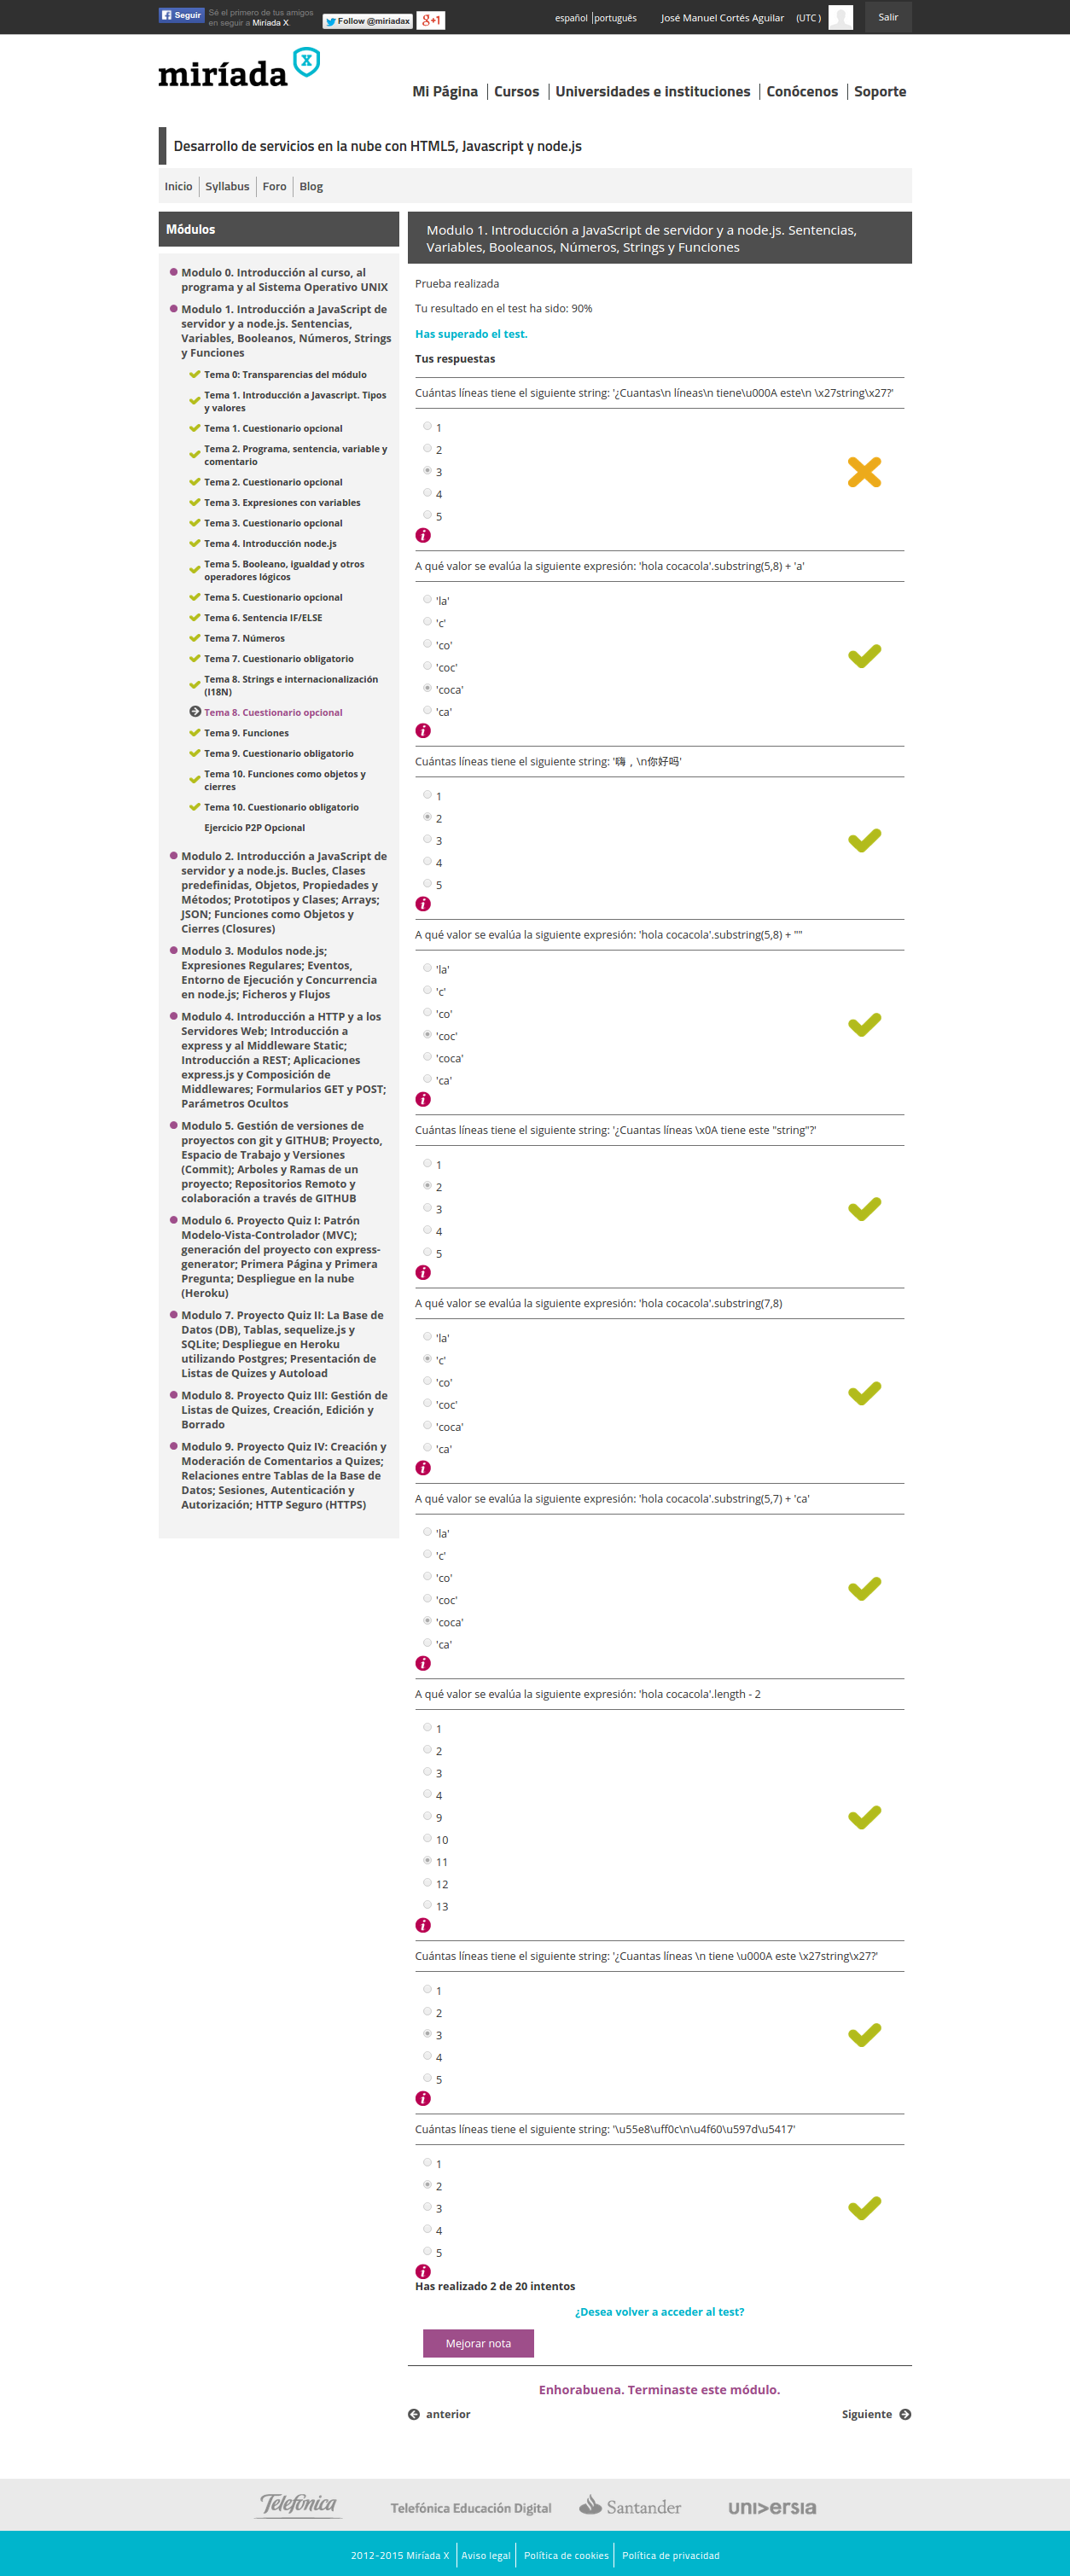 Seguir
Sé el primero de tus amigos
en seguir a Miríada X.
Follow @miriadax
g+1
español
português
José Manuel Cortés Aguilar
(UTC )
Salir
miríada X
Mi Página
Cursos
Universidades e instituciones
Conócenos
Soporte
Desarrollo de servicios en la nube con HTML5, Javascript y node.js
Inicio
Syllabus
Foro
Blog
Módulos
Modulo 0. Introducción al curso, al
programa y al Sistema Operativo UNIX
Modulo 1. Introducción a JavaScript de
servidor y a node.js. Sentencias,
Variables, Booleanos, Números, Strings
y Funciones
Tema 0: Transparencias del módulo
Tema 1. Introducción a Javascript. Tipos
y valores
Tema 1. Cuestionario opcional
Tema 2. Programa, sentencia, variable y
comentario
Tema 2. Cuestionario opcional
Tema 3. Expresiones con variables
Tema 3. Cuestionario opcional
Tema 4. Introducción node.js
Tema 5. Booleano, igualdad y otros
operadores lógicos
Tema 5. Cuestionario opcional
Tema 6. Sentencia IF/ELSE
Tema 7. Números
Tema 7. Cuestionario obligatorio
Tema 8. Strings e internacionalización
(I18N)
Tema 8. Cuestionario opcional
Tema 9. Funciones
Tema 9. Cuestionario obligatorio
Tema 10. Funciones como objetos y
cierres
Tema 10. Cuestionario obligatorio
Ejercicio P2P Opcional
Modulo 2. Introducción a JavaScript de
servidor y a node.js. Bucles, Clases
predefinidas, Objetos, Propiedades y
Métodos; Prototipos y Clases; Arrays;
JSON; Funciones como Objetos y
Cierres (Closures)
Modulo 3. Modulos node.js;
Expresiones Regulares; Eventos,
Entorno de Ejecución y Concurrencia
en node.js; Ficheros y Flujos
Modulo 4. Introducción a HTTP y a los
Servidores Web; Introducción a
express y al Middleware Static;
Introducción a REST; Aplicaciones
express.js y Composición de
Middlewares; Formularios GET y POST;
Parámetros Ocultos
Modulo 5. Gestión de versiones de
proyectos con git y GITHUB; Proyecto,
Espacio de Trabajo y Versiones
(Commit); Arboles y Ramas de un
proyecto; Repositorios Remoto y
colaboración a través de GITHUB
Modulo 6. Proyecto Quiz I: Patrón
Modelo-Vista-Controlador (MVC);
generación del proyecto con express-
generator; Primera Página y Primera
Pregunta; Despliegue en la nube
(Heroku)
Modulo 7. Proyecto Quiz II: La Base de
Datos (DB), Tablas, sequelize.js y
SQLite; Despliegue en Heroku
utilizando Postgres; Presentación de
Listas de Quizes y Autoload
Modulo 8. Proyecto Quiz III: Gestión de
Listas de Quizes, Creación, Edición y
Borrado
Modulo 9. Proyecto Quiz IV: Creación y
Moderación de Comentarios a Quizes;
Relaciones entre Tablas de la Base de
Datos; Sesiones, Autenticación y
Autorización; HTTP Seguro (HTTPS)
Modulo 1. Introducción a JavaScript de servidor y a node.js. Sentencias,
Variables, Booleanos, Números, Strings y Funciones
Prueba realizada
Tu resultado en el test ha sido: 90%
Has superado el test.
Tus respuestas
Cuántas líneas tiene el siguiente string: '¿Cuantas\n líneas\n tiene\u000A este\n \x27string\x27?'
1
2
3
4
5
A qué valor se evalúa la siguiente expresión: 'hola cocacola'.substring(5,8) + 'a'
'la'
'c'
'co'
'coc'
'coca'
'ca'
Cuántas líneas tiene el siguiente string: '嗨，\n你好吗'
1
2
3
4
5
A qué valor se evalúa la siguiente expresión: 'hola cocacola'.substring(5,8) + ""
'la'
'c'
'co'
'coc'
'coca'
'ca'
Cuántas líneas tiene el siguiente string: '¿Cuantas líneas \x0A tiene este "string"?'
1
2
3
4
5
A qué valor se evalúa la siguiente expresión: 'hola cocacola'.substring(7,8)
'la'
'c'
'co'
'coc'
'coca'
'ca'
A qué valor se evalúa la siguiente expresión: 'hola cocacola'.substring(5,7) + 'ca'
'la'
'c'
'co'
'coc'
'coca'
'ca'
A qué valor se evalúa la siguiente expresión: 'hola cocacola'.length - 2
1
2
3
4
9
10
11
12
13
Cuántas líneas tiene el siguiente string: '¿Cuantas líneas \n tiene \u000A este \x27string\x27?'
1
2
3
4
5
Cuántas líneas tiene el siguiente string: '\u55e8\uff0c\n\u4f60\u597d\u5417'
1
2
3
4
5
Has realizado 2 de 20 intentos
¿Desea volver a acceder al test?
Mejorar nota
Enhorabuena. Terminaste este módulo.
anterior
Siguiente
Telefónica
Telefónica Educación Digital
Santander
universia
2012-2015 Miríada X
Aviso legal
Política de cookies
Política de privacidad